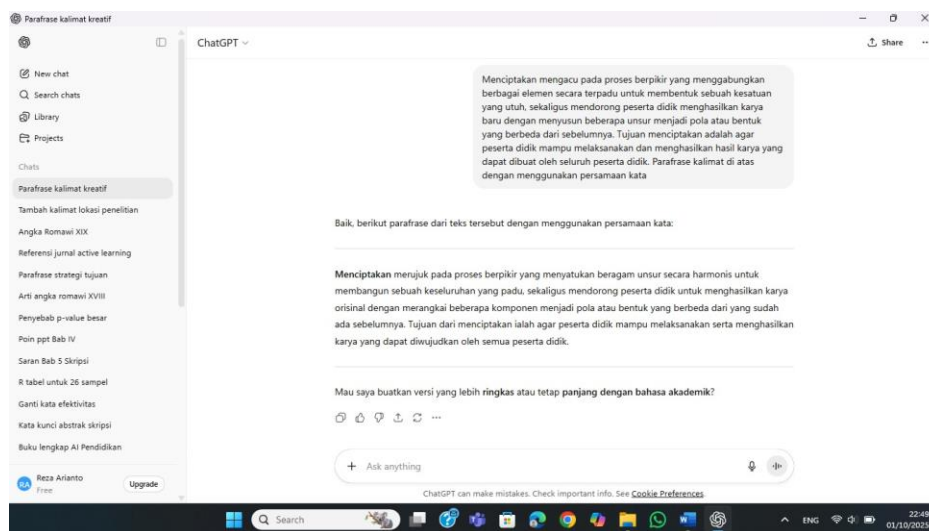 Parafrase kalimat kreatif
ChatGPT
Share
New chat
Search chats
Library
Projects
Chats
Parafrase kalimat kreatif
Tambah kalimat lokasi penelitian
Angka Romawi XIX
Referensi jurnal active learning
Parafrase strategi tujuan
Arti angka romawi XVIII
Penyebab p-value besar
Poin ppt Bab IV
Saran Bab 5 Skripsi
R tabel untuk 26 sampel
Ganti kata efektivitas
Kata kunci abstrak skripsi
Buku lengkap AI Pendidikan
RA
Reza Arianto
Free
Upgrade
Menciptakan mengacu pada proses berpikir yang menggabungkan
berbagai elemen secara terpadu untuk membentuk sebuah kesatuan
yang utuh, sekaligus mendorong peserta didik menghasilkan karya
baru dengan menyusun beberapa unsur menjadi pola atau bentuk
yang berbeda dari sebelumnya. Tujuan menciptakan adalah agar
peserta didik mampu melaksanakan dan menghasilkan hasil karya yang
dapat dibuat oleh seluruh peserta didik. Parafrase kalimat di atas
dengan menggunakan persamaan kata
Baik, berikut parafrase dari teks tersebut dengan menggunakan persamaan kata:
Menciptakan merujuk pada proses berpikir yang menyatukan beragam unsur secara harmonis untuk
membangun sebuah keseluruhan yang padu, sekaligus mendorong peserta didik untuk menghasilkan karya
orisinal dengan merangkai beberapa komponen menjadi pola atau bentuk yang berbeda dari yang sudah
ada sebelumnya. Tujuan dari menciptakan ialah agar peserta didik mampu melaksanakan serta menghasilkan
karya yang dapat diwujudkan oleh semua peserta didik.
Mau saya buatkan versi yang lebih ringkas atau tetap panjang dengan bahasa akademik?
Ask anything
ChatGPT can make mistakes. Check important info. See Cookie Preferences.
Search
ENG
22:49
01/10/2025